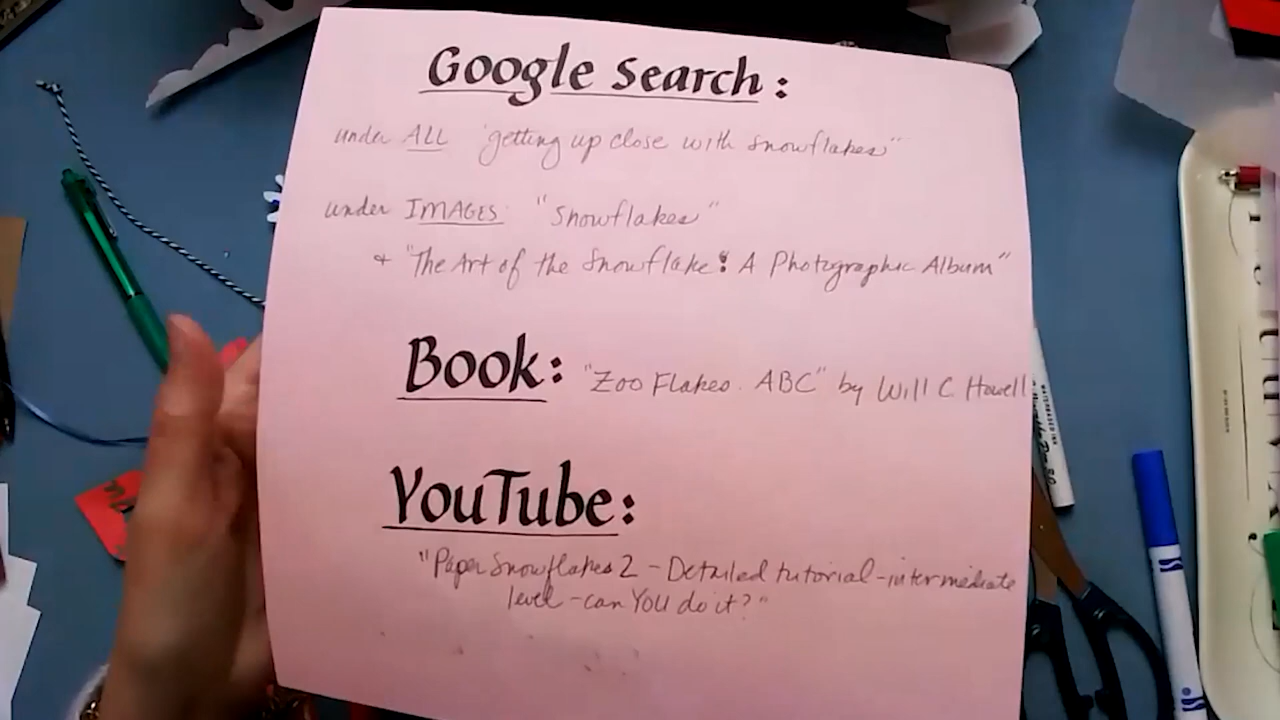 Google Search:
under ALL "getting up close with snowflakes"
under IMAGES: "Snowflakes"
+ "The Art of the Snowflake: A Photographic Album"
Book: "Zoo Flakes ABC" by Will C Howell
YouTube:
"Paper Snowflakes 2 - Detailed tutorial - intermediate
level - can YOU do it?"